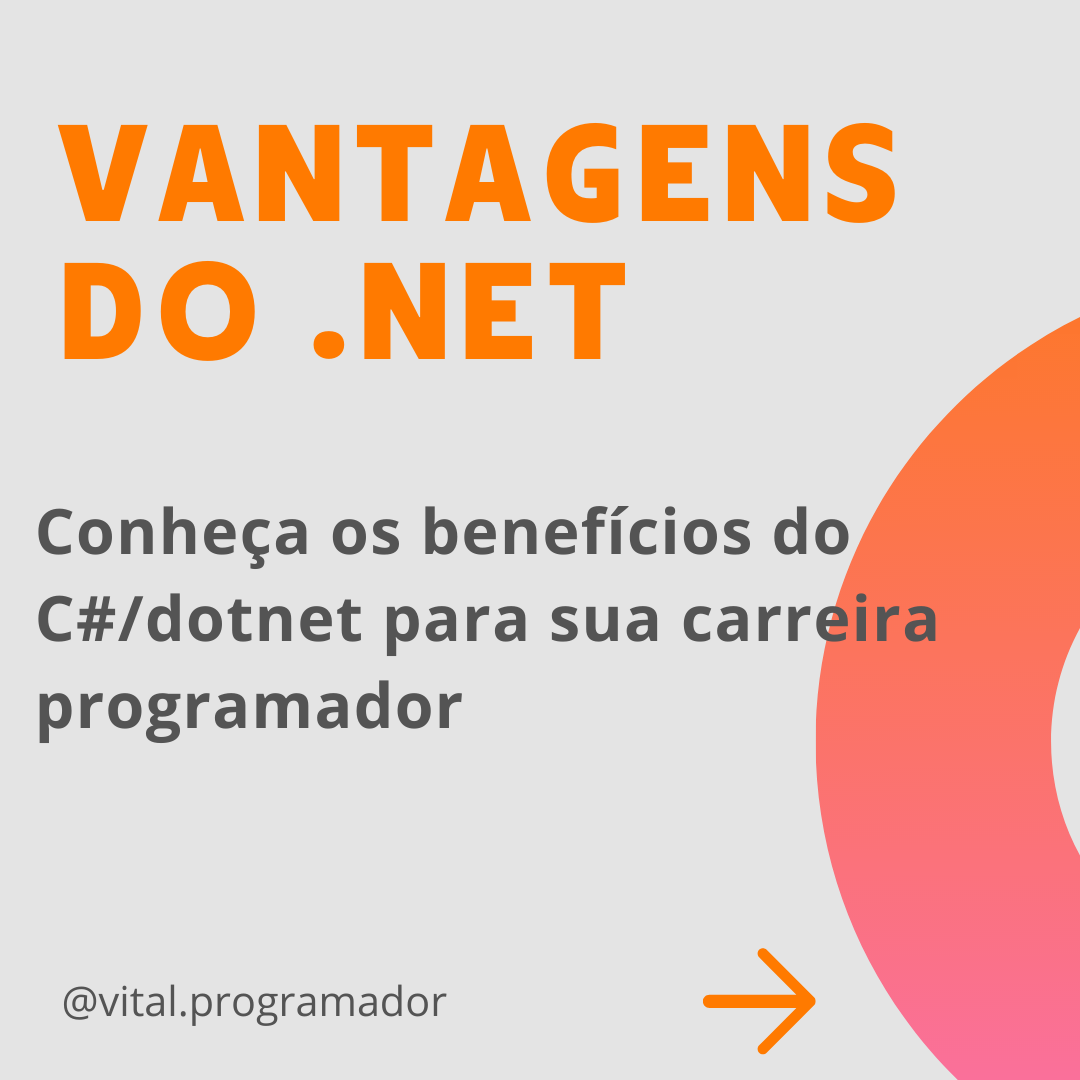 VANTAGENS
DO .NET
Conheça os benefícios do
C#/dotnet para sua carreira
programador
@vital.programador